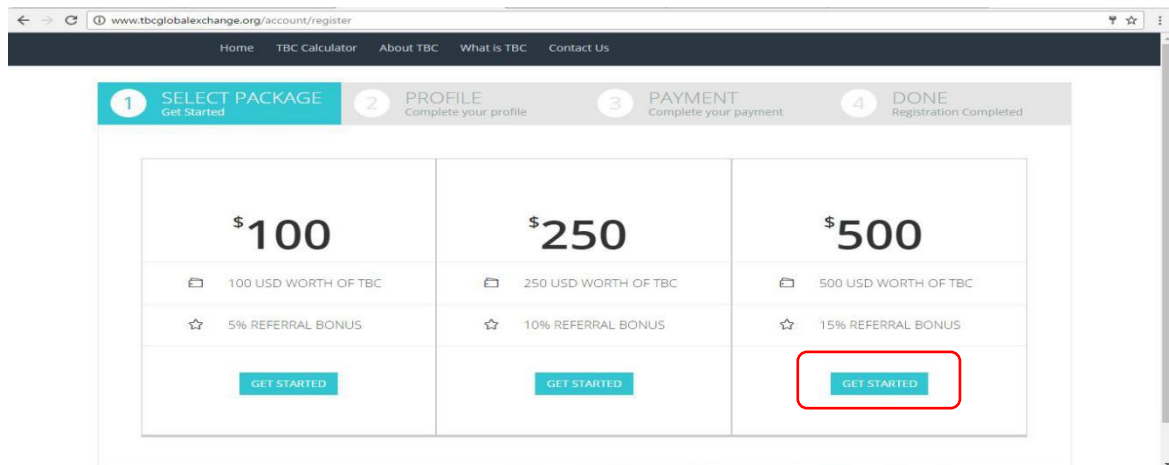 www.tbcglobalexchange.org/account/register
Home TBC Calculator About TBC What is TBC Contact Us
1 SELECT PACKAGE
Get Started
2 PROFILE
Complete your profile
3 PAYMENT
Complete your payment
4 DONE
Registration Completed
$100
100 USD WORTH OF TBC
5% REFERRAL BONUS
GET STARTED
$250
250 USD WORTH OF TBC
10% REFERRAL BONUS
GET STARTED
$500
500 USD WORTH OF TBC
15% REFERRAL BONUS
GET STARTED